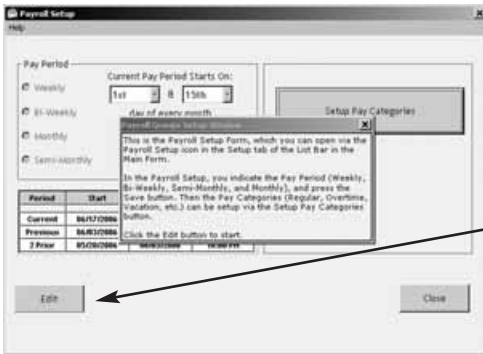 Payroll Setup
Help
Pay Period
Current Pay Period Starts On:
Weekly
1st & 15th
Bi-Weekly
day of every month
Setup Pay Categories
Monthly
Semi-Monthly
Payroll Groups Setup Window
This is the Payroll Setup Form, which you can open via the
Payroll Setup icon in the Setup tab of the List Bar in the
Main Form.
In the Payroll Setup, you indicate the Pay Period (Weekly,
Bi-Weekly, Semi-Monthly, and Monthly), and press the
Save button. Then the Pay Categories (Regular, Overtime,
Vacation, etc.) can be setup via the Setup Pay Categories
button.
Click the Edit button to start.
Period Start
Current 06/17/2006
Previous 06/03/2006
2 Prior 05/20/2006 06/03/2006
Edit
Close